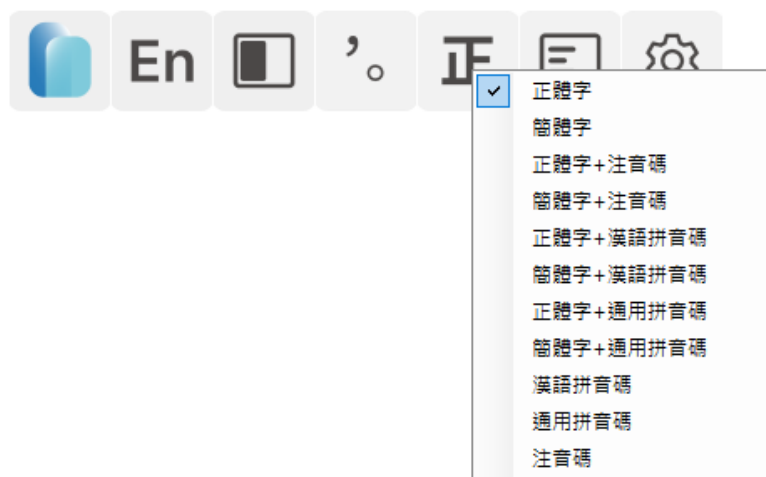 En
’。
正
正體字
簡體字
正體字+注音碼
簡體字+注音碼
正體字+漢語拼音碼
簡體字+漢語拼音碼
正體字+通用拼音碼
簡體字+通用拼音碼
漢語拼音碼
通用拼音碼
注音碼